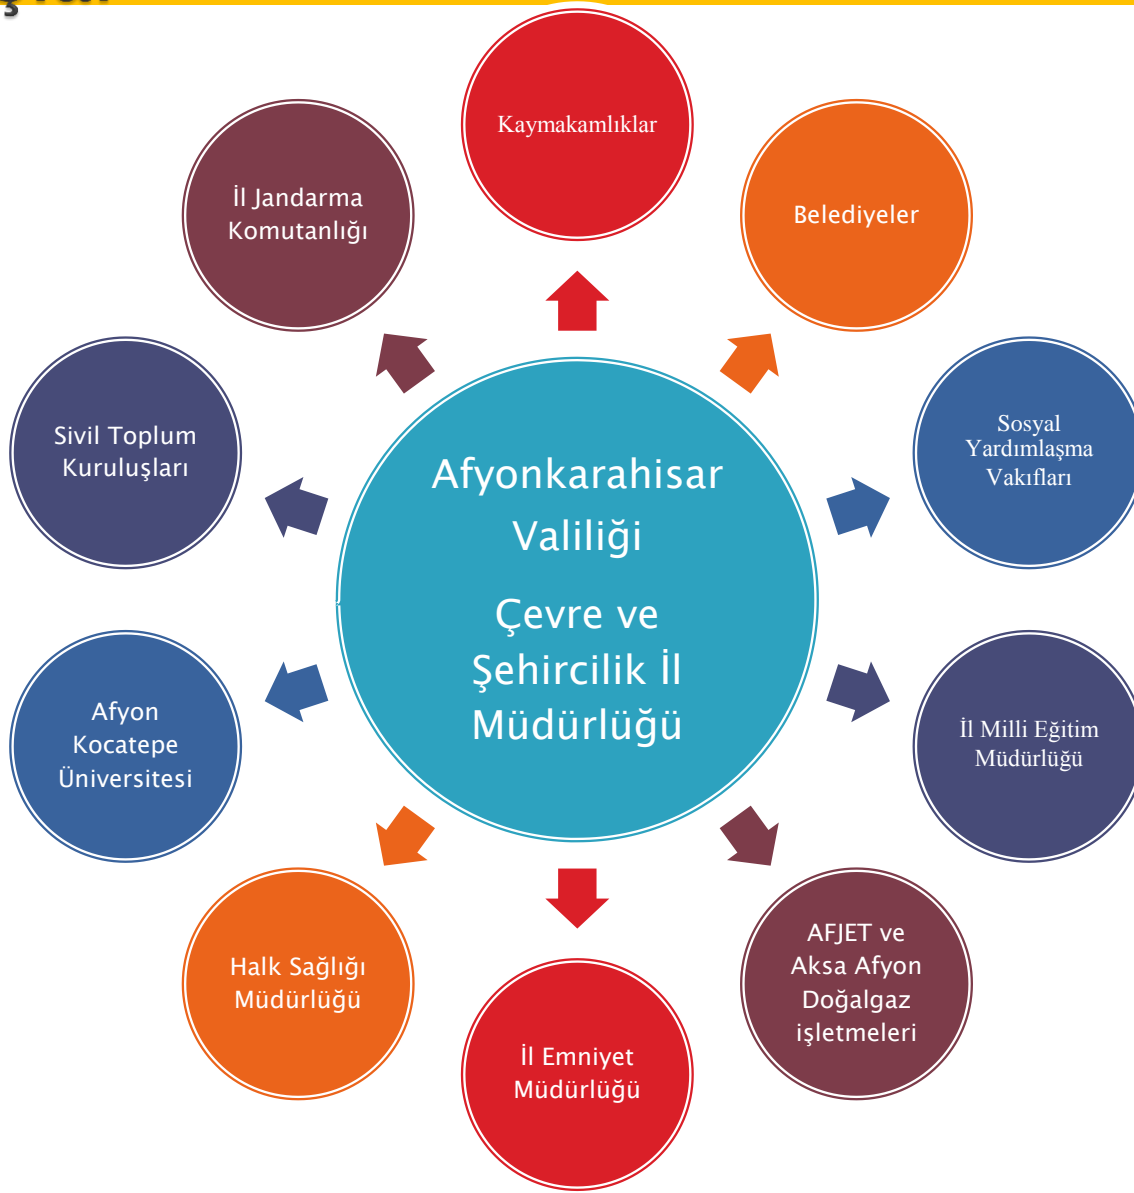 Kaymakamlıklar
Belediyeler
Sosyal
Yardımlaşma
Vakıfları
İl Milli Eğitim
Müdürlüğü
AFJET ve
Aksa Afyon
Doğalgaz
işletmeleri
İl Emniyet
Müdürlüğü
Halk Sağlığı
Müdürlüğü
Afyon
Kocatepe
Üniversitesi
Sivil Toplum
Kuruluşları
İl Jandarma
Komutanlığı
Afyonkarahisar
Valiliği
Çevre ve
Şehircilik İl
Müdürlüğü